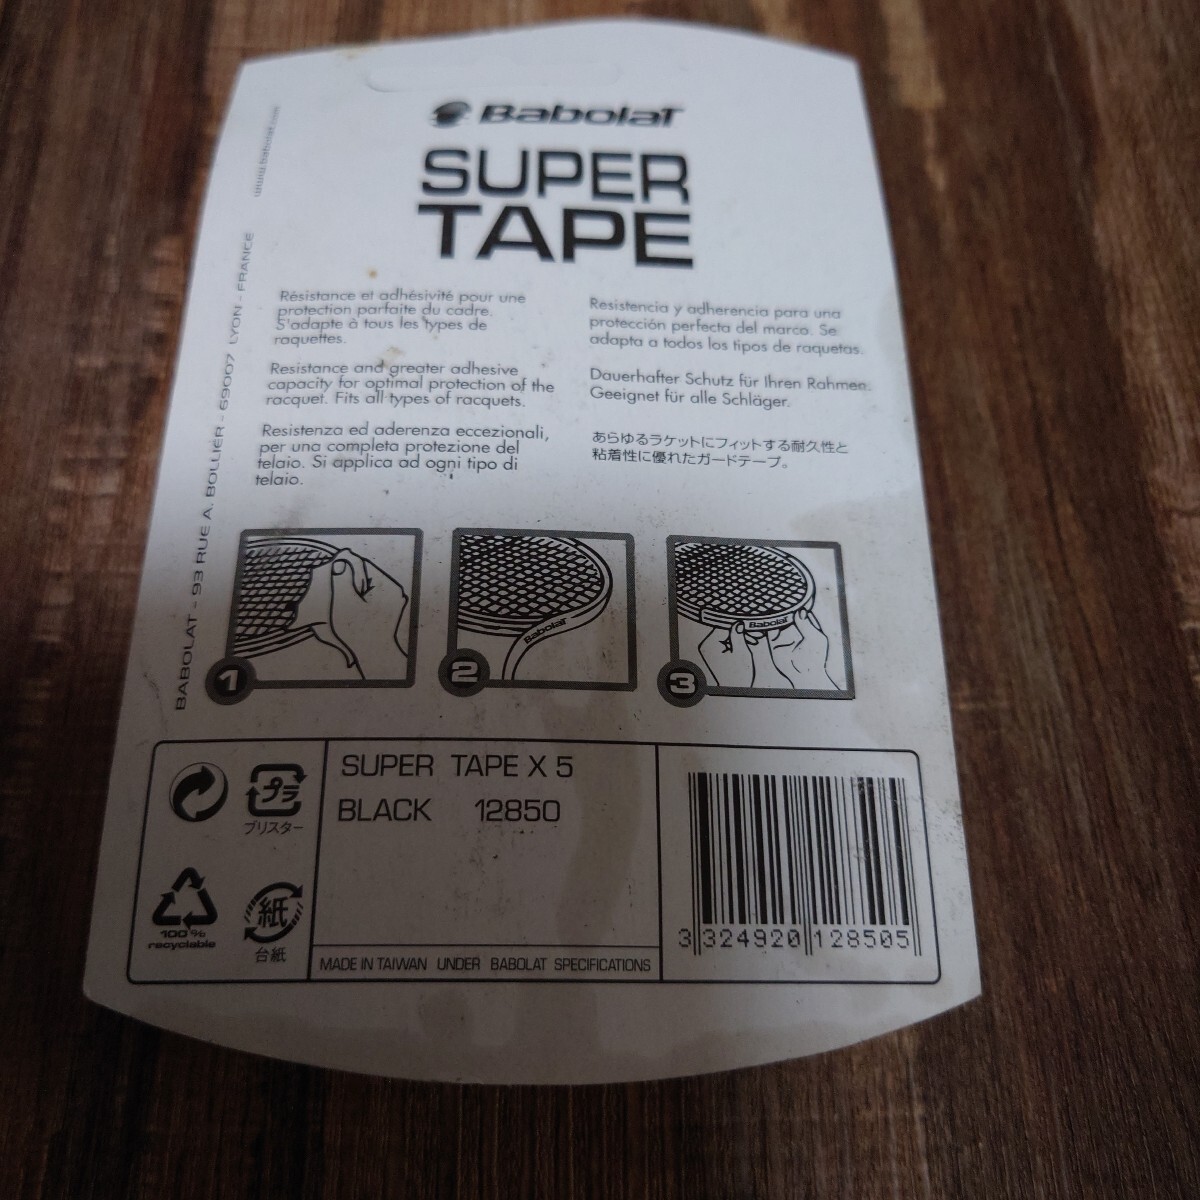 Babolat
SUPER
TAPE
www.babolat.com
BABOLAT - 93 RUE A. BOLLIER - 69007 LYON - FRANCE
Résistance et adhésivité pour une
protection parfaite du cadre.
S'adapte à tous les types de
raquettes.
Resistance and greater adhesive
capacity for optimal protection of the
racquet. Fits all types of racquets.
Resistenza ed aderenza eccezionali,
per una completa protezione del
telaio. Si applica ad ogni tipo di
telaio.
Resistencia y adherencia para una
protección perfecta del marco. Se
adapta a todos los tipos de raquetas.
Dauerhafter Schutz für Ihren Rahmen.
Geeignet für alle Schläger.
あらゆるラケットにフィットする耐久性と
粘着性に優れたガードテープ。
1
Babolat
2
Babolat
3
プラ
ブリスター
100%
recyclable
紙
台紙
SUPER TAPE X 5
BLACK 12850
MADE IN TAIWAN UNDER BABOLAT SPECIFICATIONS
3 324920 128505